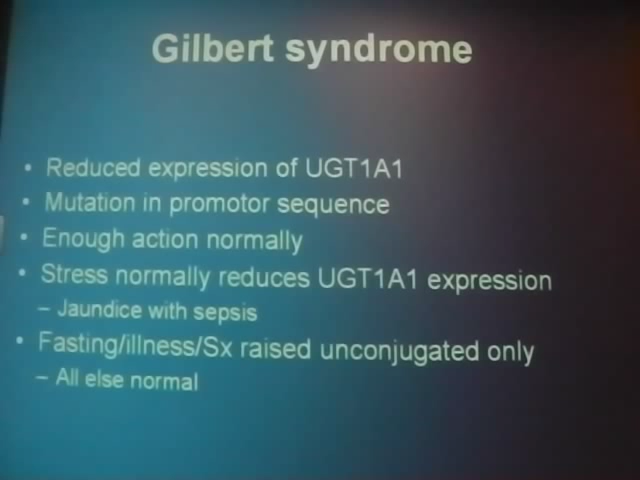 Gilbert syndrome
• Reduced expression of UGT1A1
• Mutation in promotor sequence
• Enough action normally
• Stress normally reduces UGT1A1 expression
– Jaundice with sepsis
• Fasting/illness/Sx raised unconjugated only
– All else normal